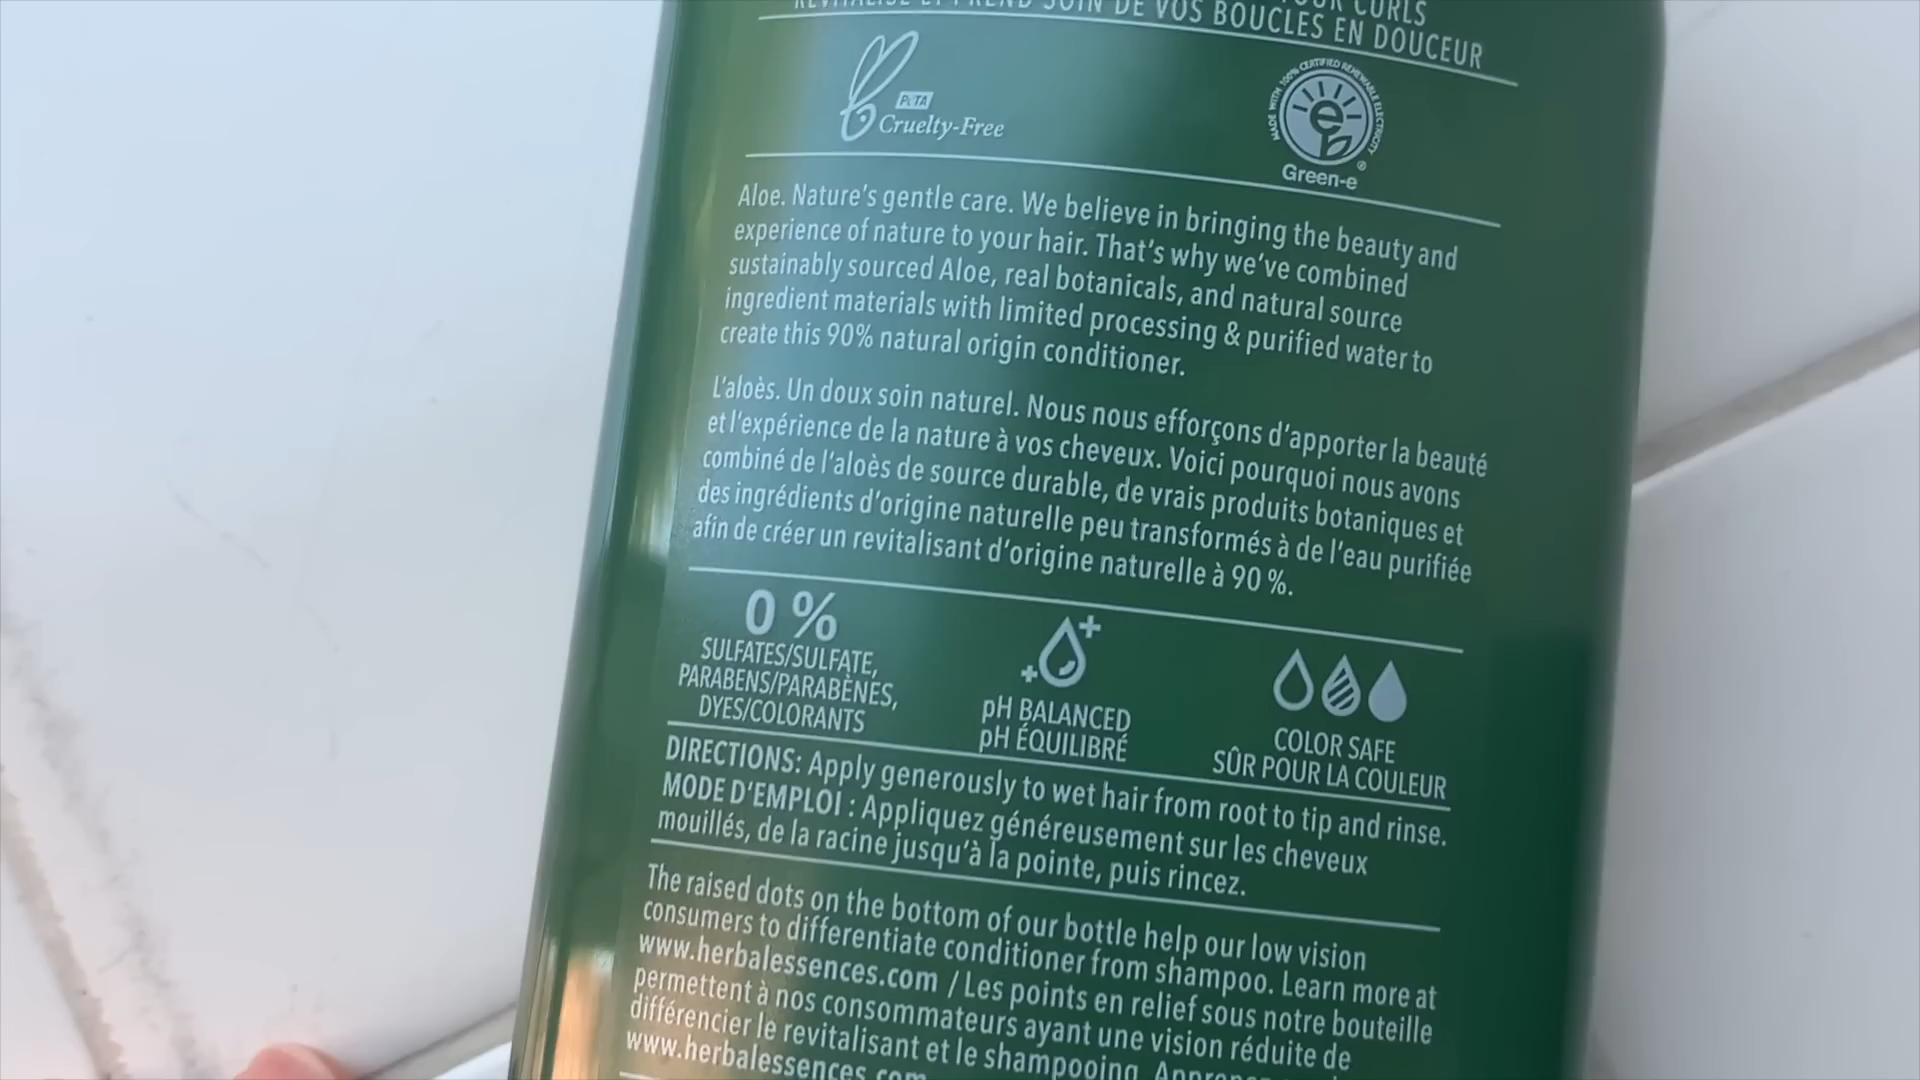 YOUR CURLS
REVITALISE ET PREND SOIN DE VOS BOUCLES EN DOUCEUR
PETA
Cruelty-Free
MADE WITH 100% CERTIFIED RENEWABLE ELECTRICITY
e
Green-e®
Aloe. Nature's gentle care. We believe in bringing the beauty and
experience of nature to your hair. That's why we've combined
sustainably sourced Aloe, real botanicals, and natural source
ingredient materials with limited processing & purified water to
create this 90% natural origin conditioner.
L'aloès. Un doux soin naturel. Nous nous efforçons d'apporter la beauté
et l'expérience de la nature à vos cheveux. Voici pourquoi nous avons
combiné de l'aloès de source durable, de vrais produits botaniques et
des ingrédients d'origine naturelle peu transformés à de l'eau purifiée
afin de créer un revitalisant d'origine naturelle à 90 %.
0 %
SULFATES/SULFATE,
PARABENS/PARABÈNES,
DYES/COLORANTS
pH BALANCED
pH ÉQUILIBRÉ
COLOR SAFE
SÛR POUR LA COULEUR
DIRECTIONS: Apply generously to wet hair from root to tip and rinse.
MODE D'EMPLOI : Appliquez généreusement sur les cheveux
mouillés, de la racine jusqu'à la pointe, puis rincez.
The raised dots on the bottom of our bottle help our low vision
consumers to differentiate conditioner from shampoo. Learn more at
www.herbalessences.com / Les points en relief sous notre bouteille
permettent à nos consommateurs ayant une vision réduite de
différencier le revitalisant et le shampooing.
www.herbalessences.com